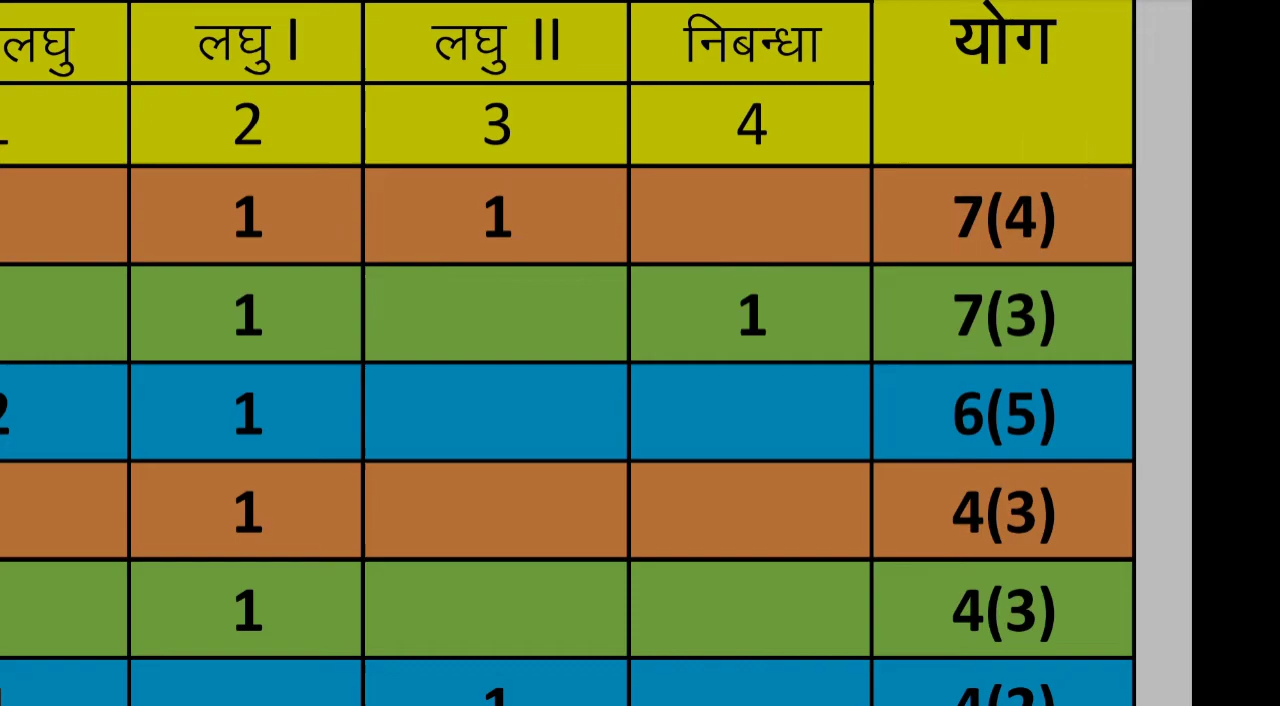 लघु लघु I लघु II निबन्धा योग
2 3 4
1 1 7(4)
1 1 7(3)
2 1 6(5)
1 4(3)
1 4(3)
1